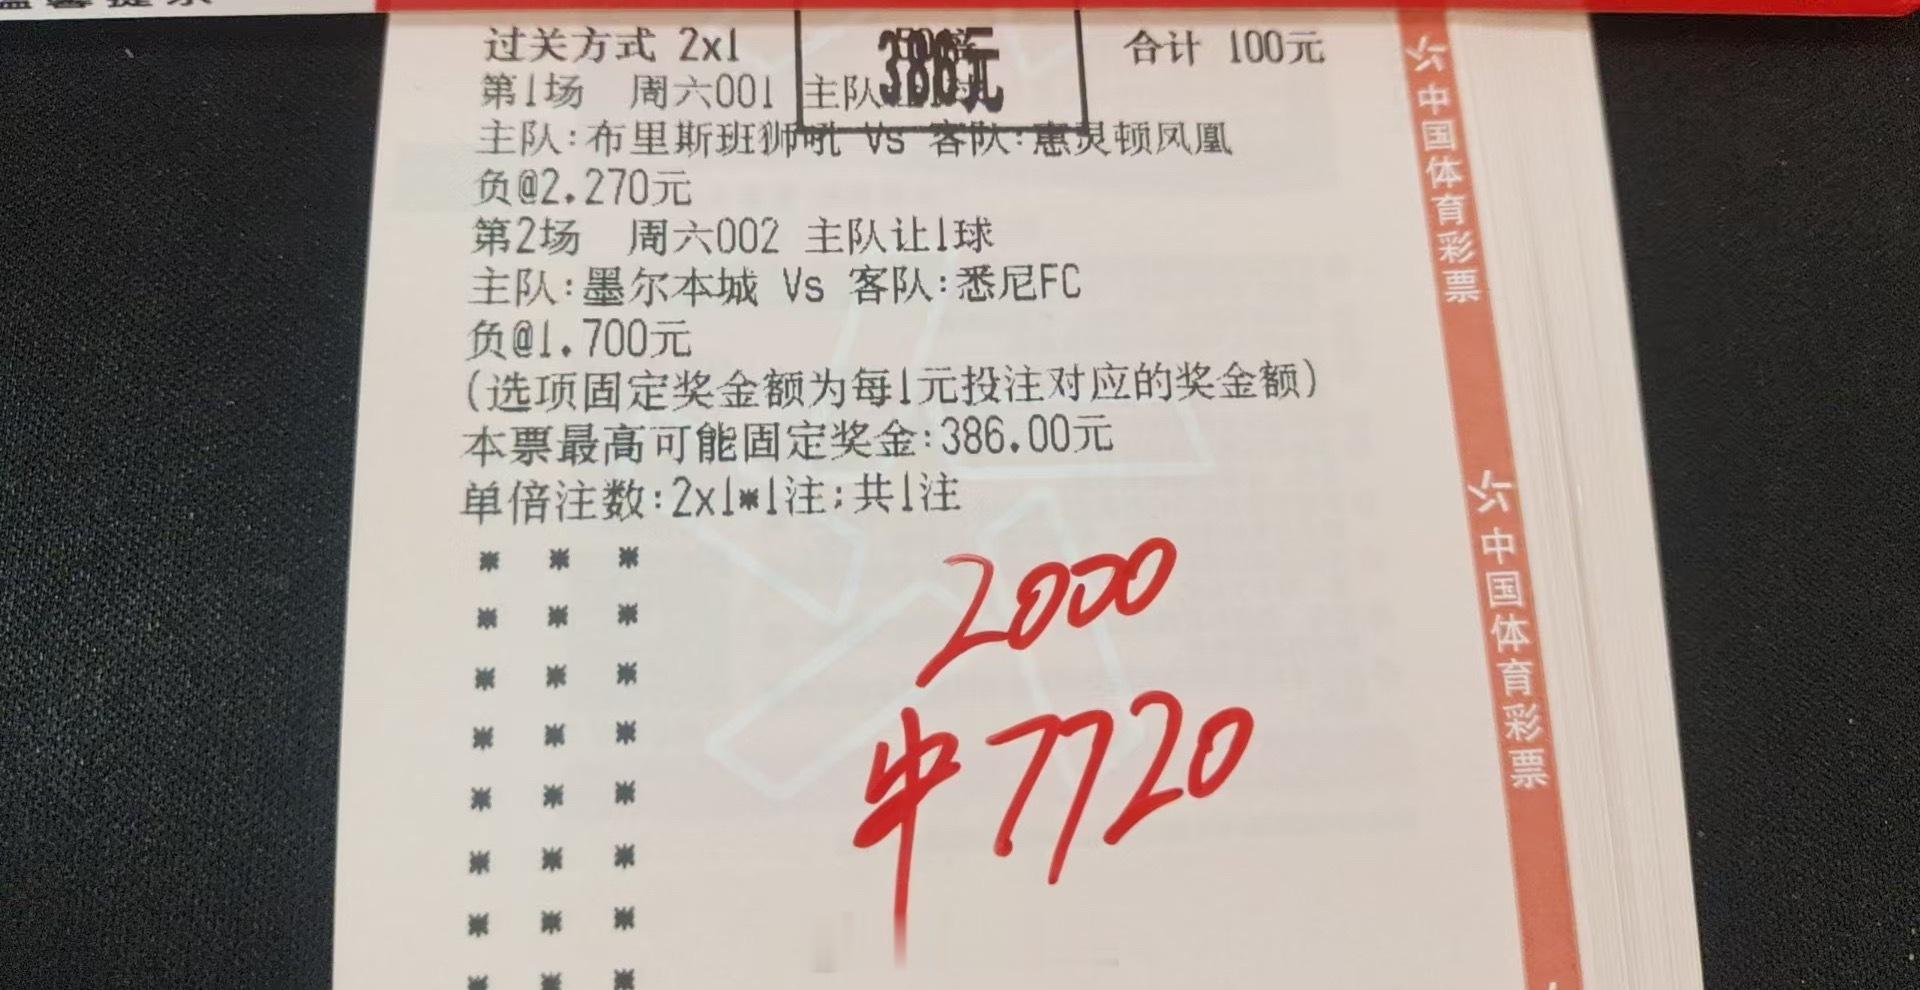 过关方式 2x1 合计 100元
386元
第1场 周六001 主队
主队:布里斯班狮吼 Vs 客队:惠灵顿凤凰
负@2.270元
第2场 周六002 主队让1球
主队:墨尔本城 Vs 客队:悉尼FC
负@1.700元
(选项固定奖金额为每1元投注对应的奖金额)
本票最高可能固定奖金:386.00元
单倍注数:2x1*1注;共1注
* * *
* * *
* * *
* * *
* * *
* * *
* * *
* * *
2000
中7720
中国体育彩票
中国体育彩票